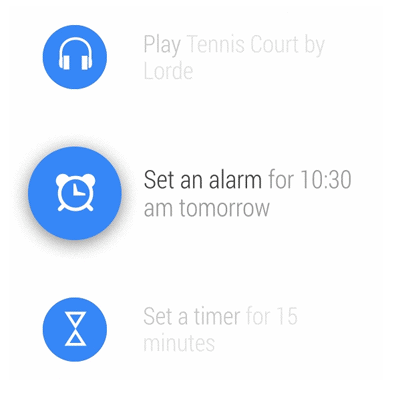 Play Tennis Court by
Lorde
Set an alarm for 10:30
am tomorrow
Set a timer for 15
minutes